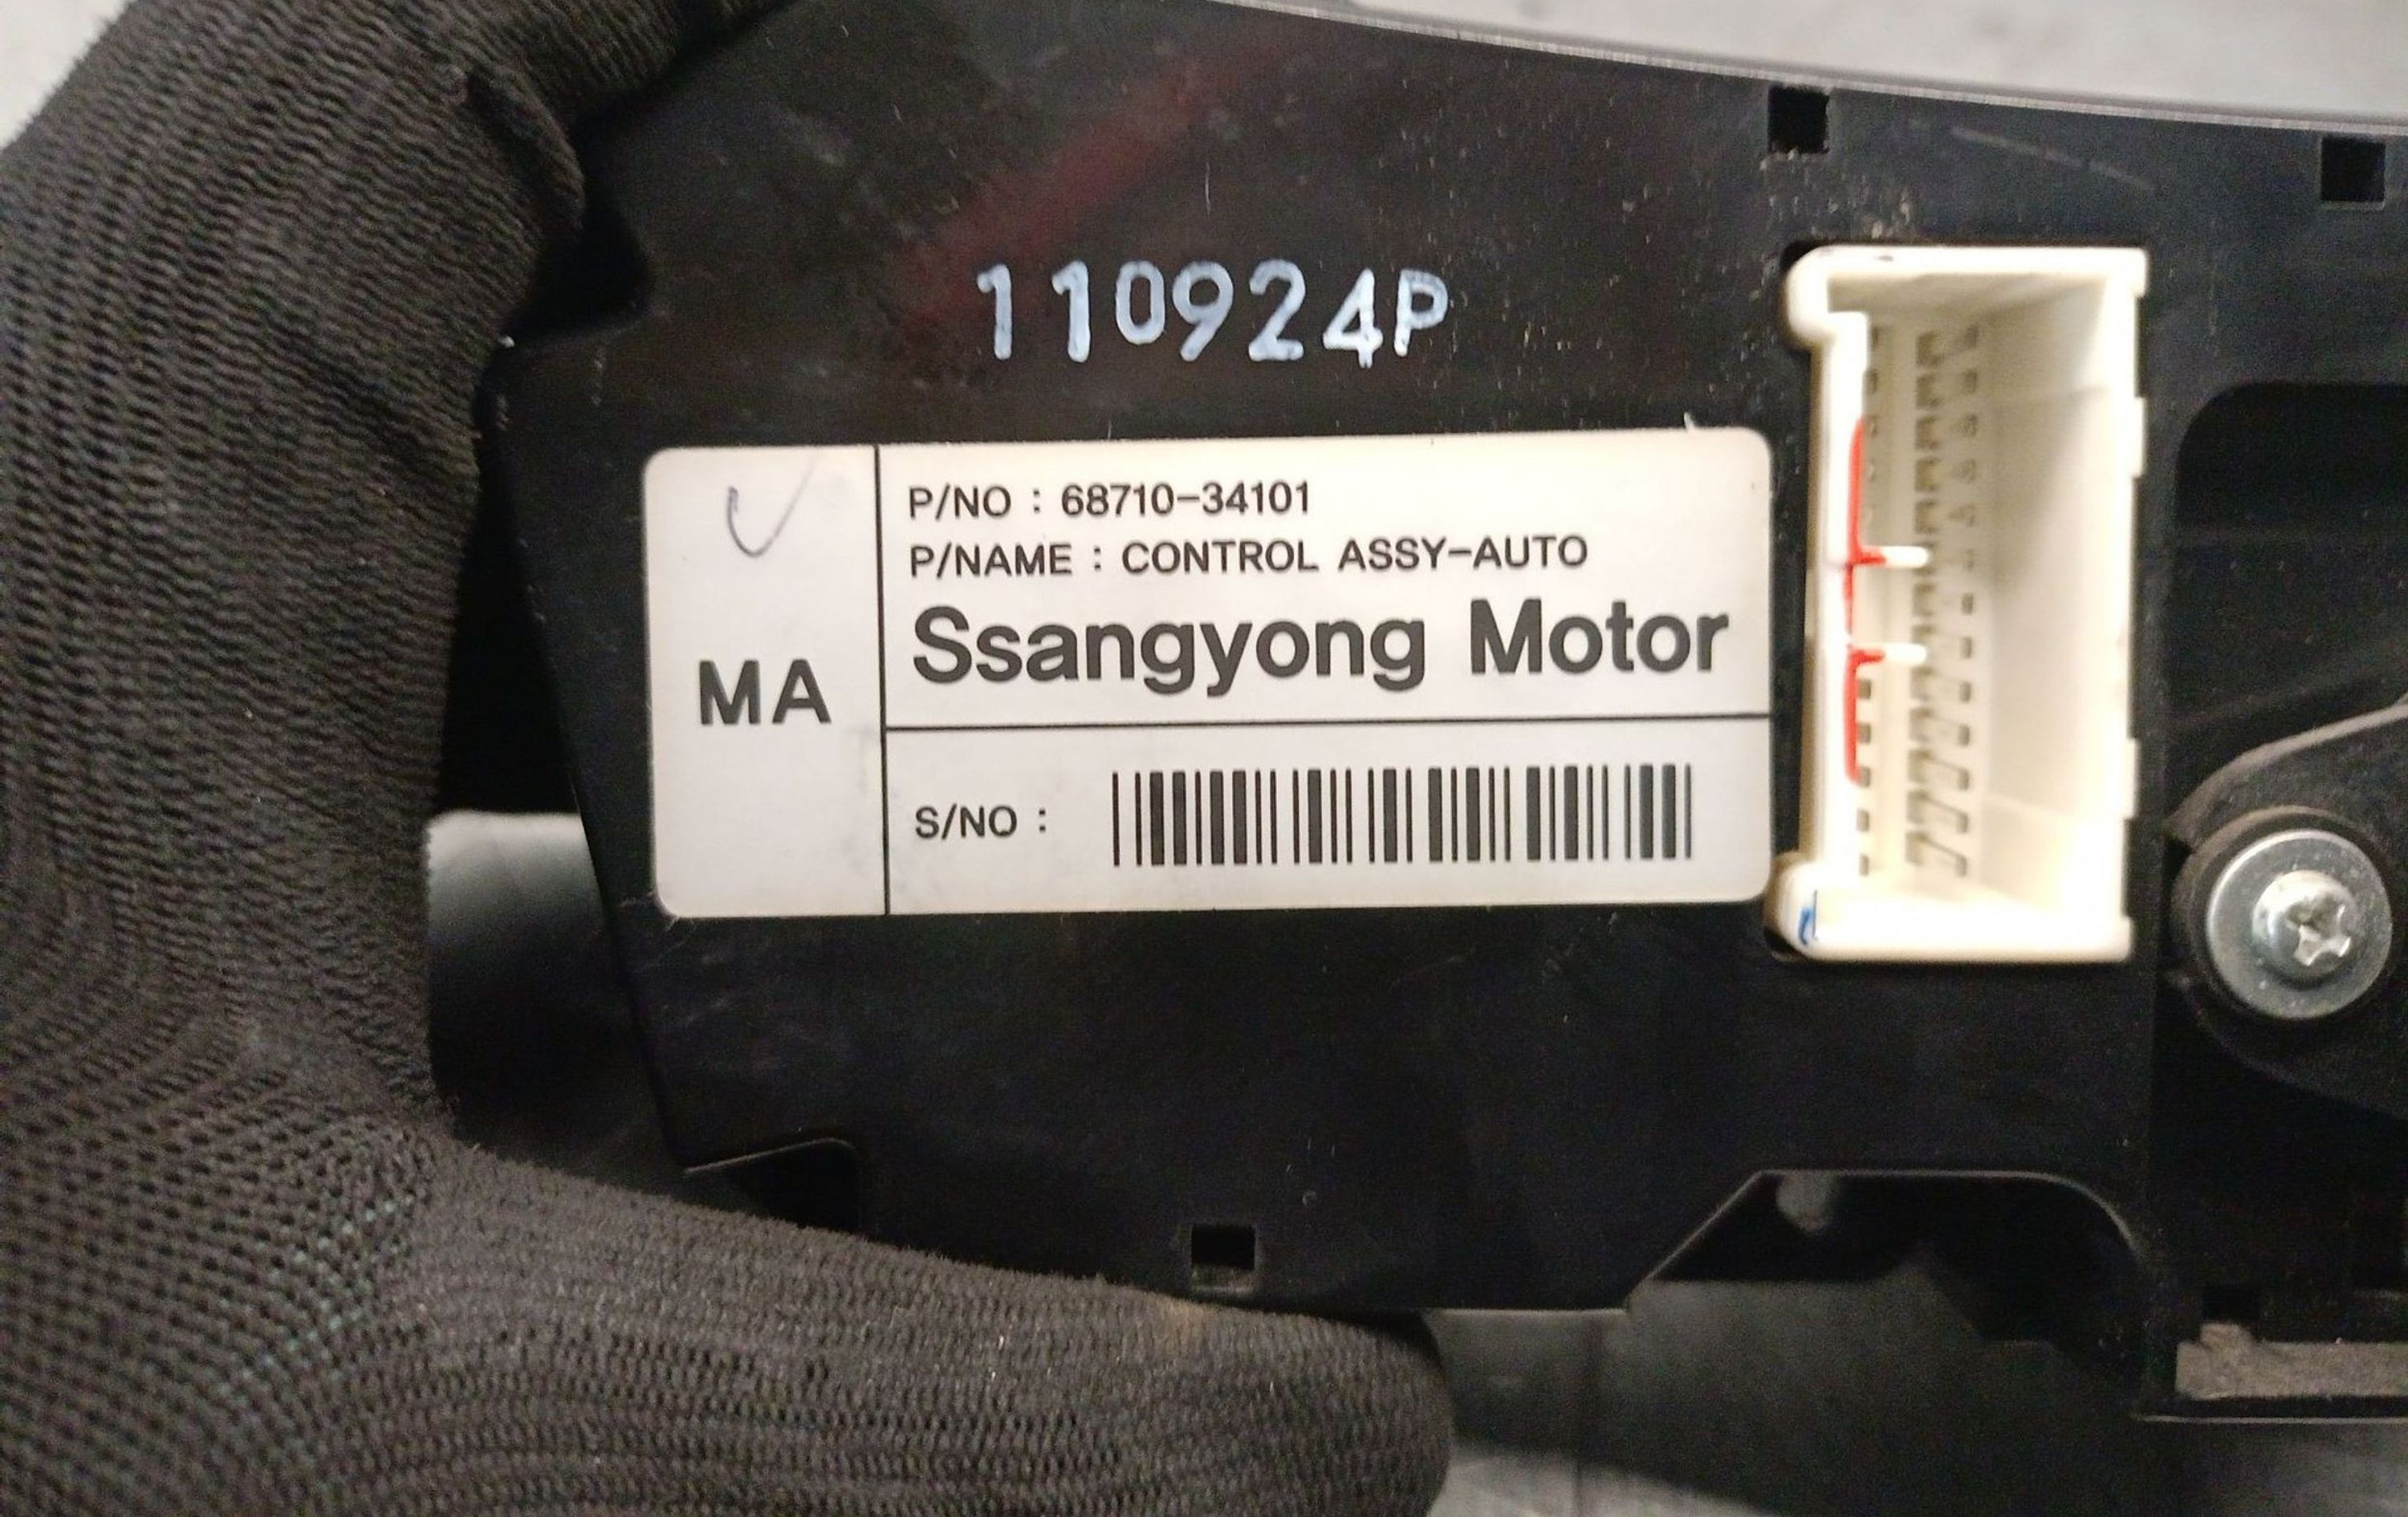 110924P
P/NO : 68710-34101
P/NAME : CONTROL ASSY-AUTO
Ssangyong Motor
MA
S/NO :